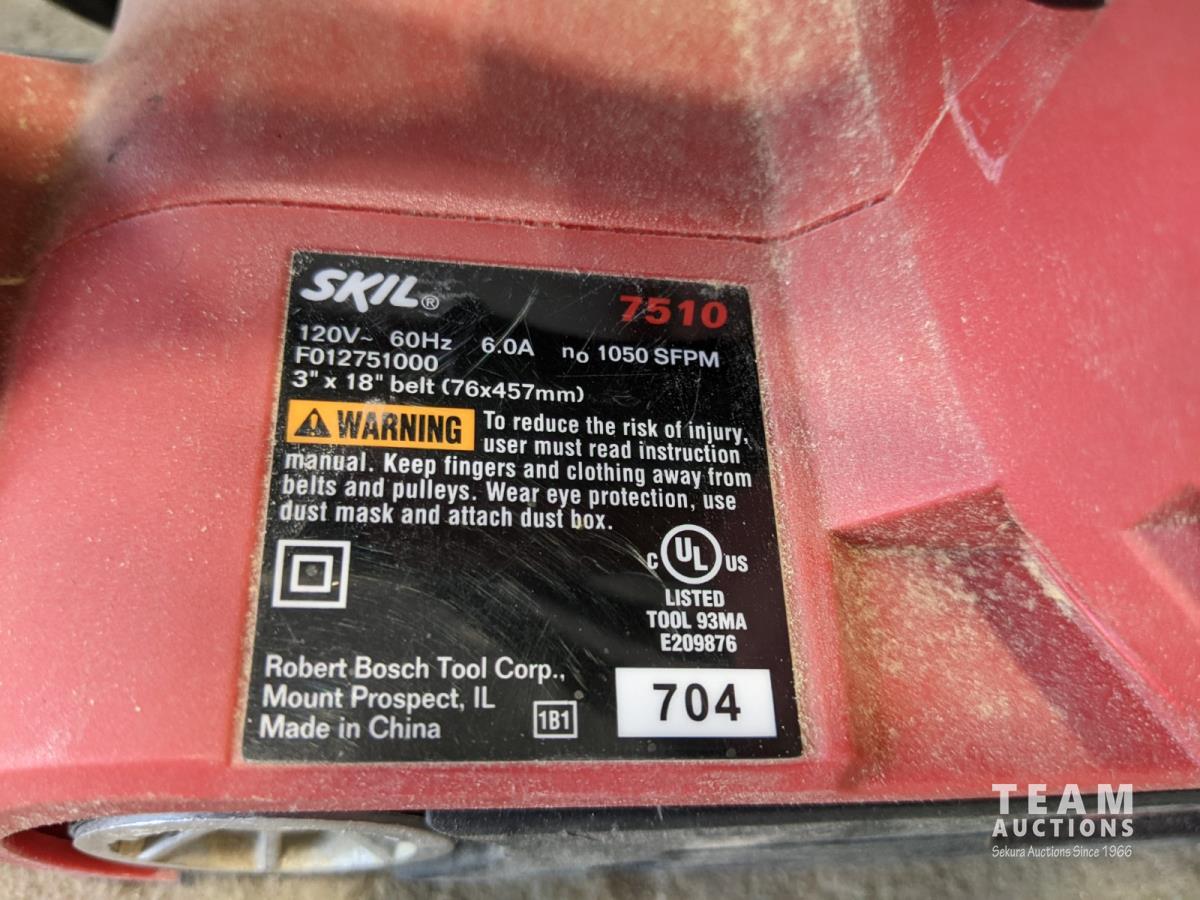 SKIL® 7510
120V~ 60Hz 6.0A no 1050 SFPM
F012751000
3" x 18" belt (76x457mm)
WARNING To reduce the risk of injury,
user must read instruction
manual. Keep fingers and clothing away from
belts and pulleys. Wear eye protection, use
dust mask and attach dust box.
C UL US
LISTED
TOOL 93MA
E209876
Robert Bosch Tool Corp.,
Mount Prospect, IL
Made in China
1B1
704
TEAM
AUCTIONS
Sekura Auctions Since 1966